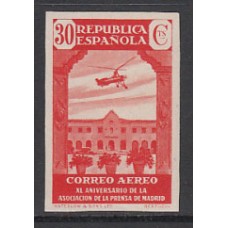 30 REPUBLICA CTS
ESPAÑOLA
CORREO AEREO
XL ANIVERSARIO DE LA
ASOCIACION DE LA PRENSA DE MADRID